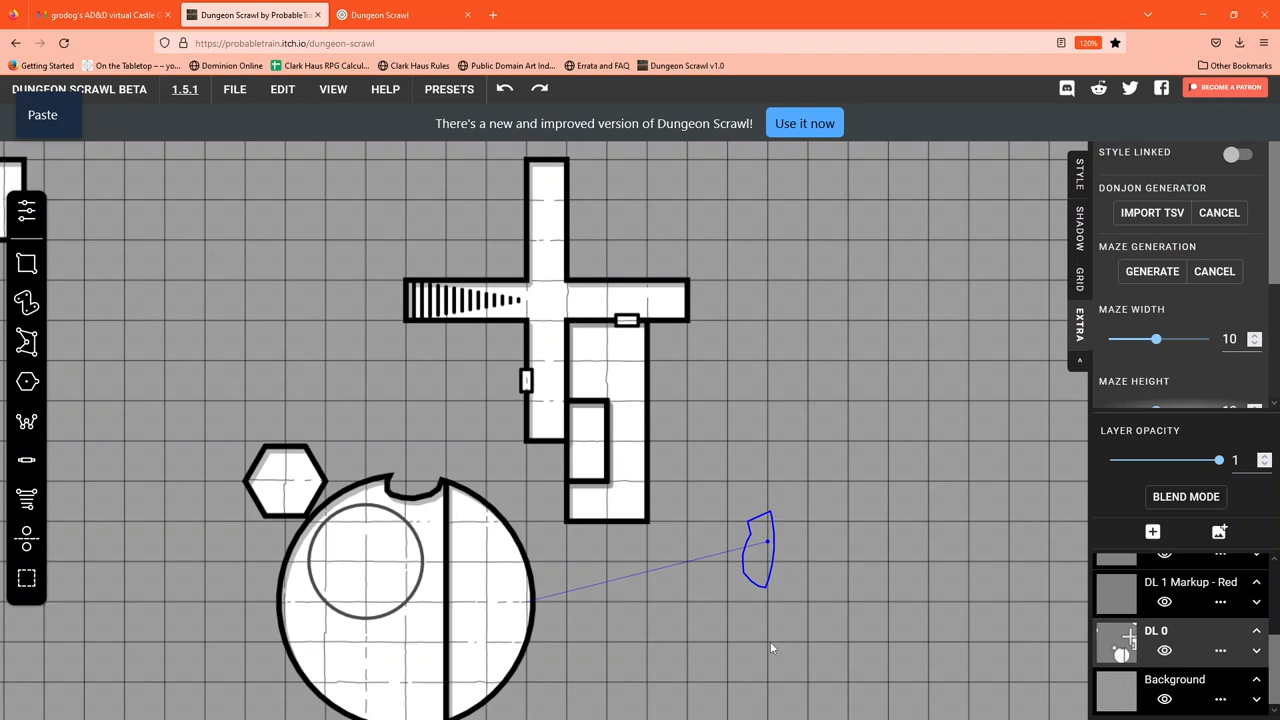 grodog's AD&D virtual Castle G
Dungeon Scrawl by ProbableTra
Dungeon Scrawl
https://probabletrain.itch.io/dungeon-scrawl
120%
Getting Started
On the Tabletop – – yo...
Dominion Online
Clark Haus RPG Calcul...
Clark Haus Rules
Public Domain Art Ind...
Errata and FAQ
Dungeon Scrawl v1.0
Other Bookmarks
DUNGEON SCRAWL BETA
1.5.1
FILE
EDIT
VIEW
HELP
PRESETS
BECOME A PATRON
Paste
There's a new and improved version of Dungeon Scrawl!
Use it now
STYLE
SHADOW
GRID
EXTRA
STYLE LINKED
DONJON GENERATOR
IMPORT TSV
CANCEL
MAZE GENERATION
GENERATE
CANCEL
MAZE WIDTH
10
MAZE HEIGHT
LAYER OPACITY
1
BLEND MODE
DL 1 Markup - Red
DL 0
Background